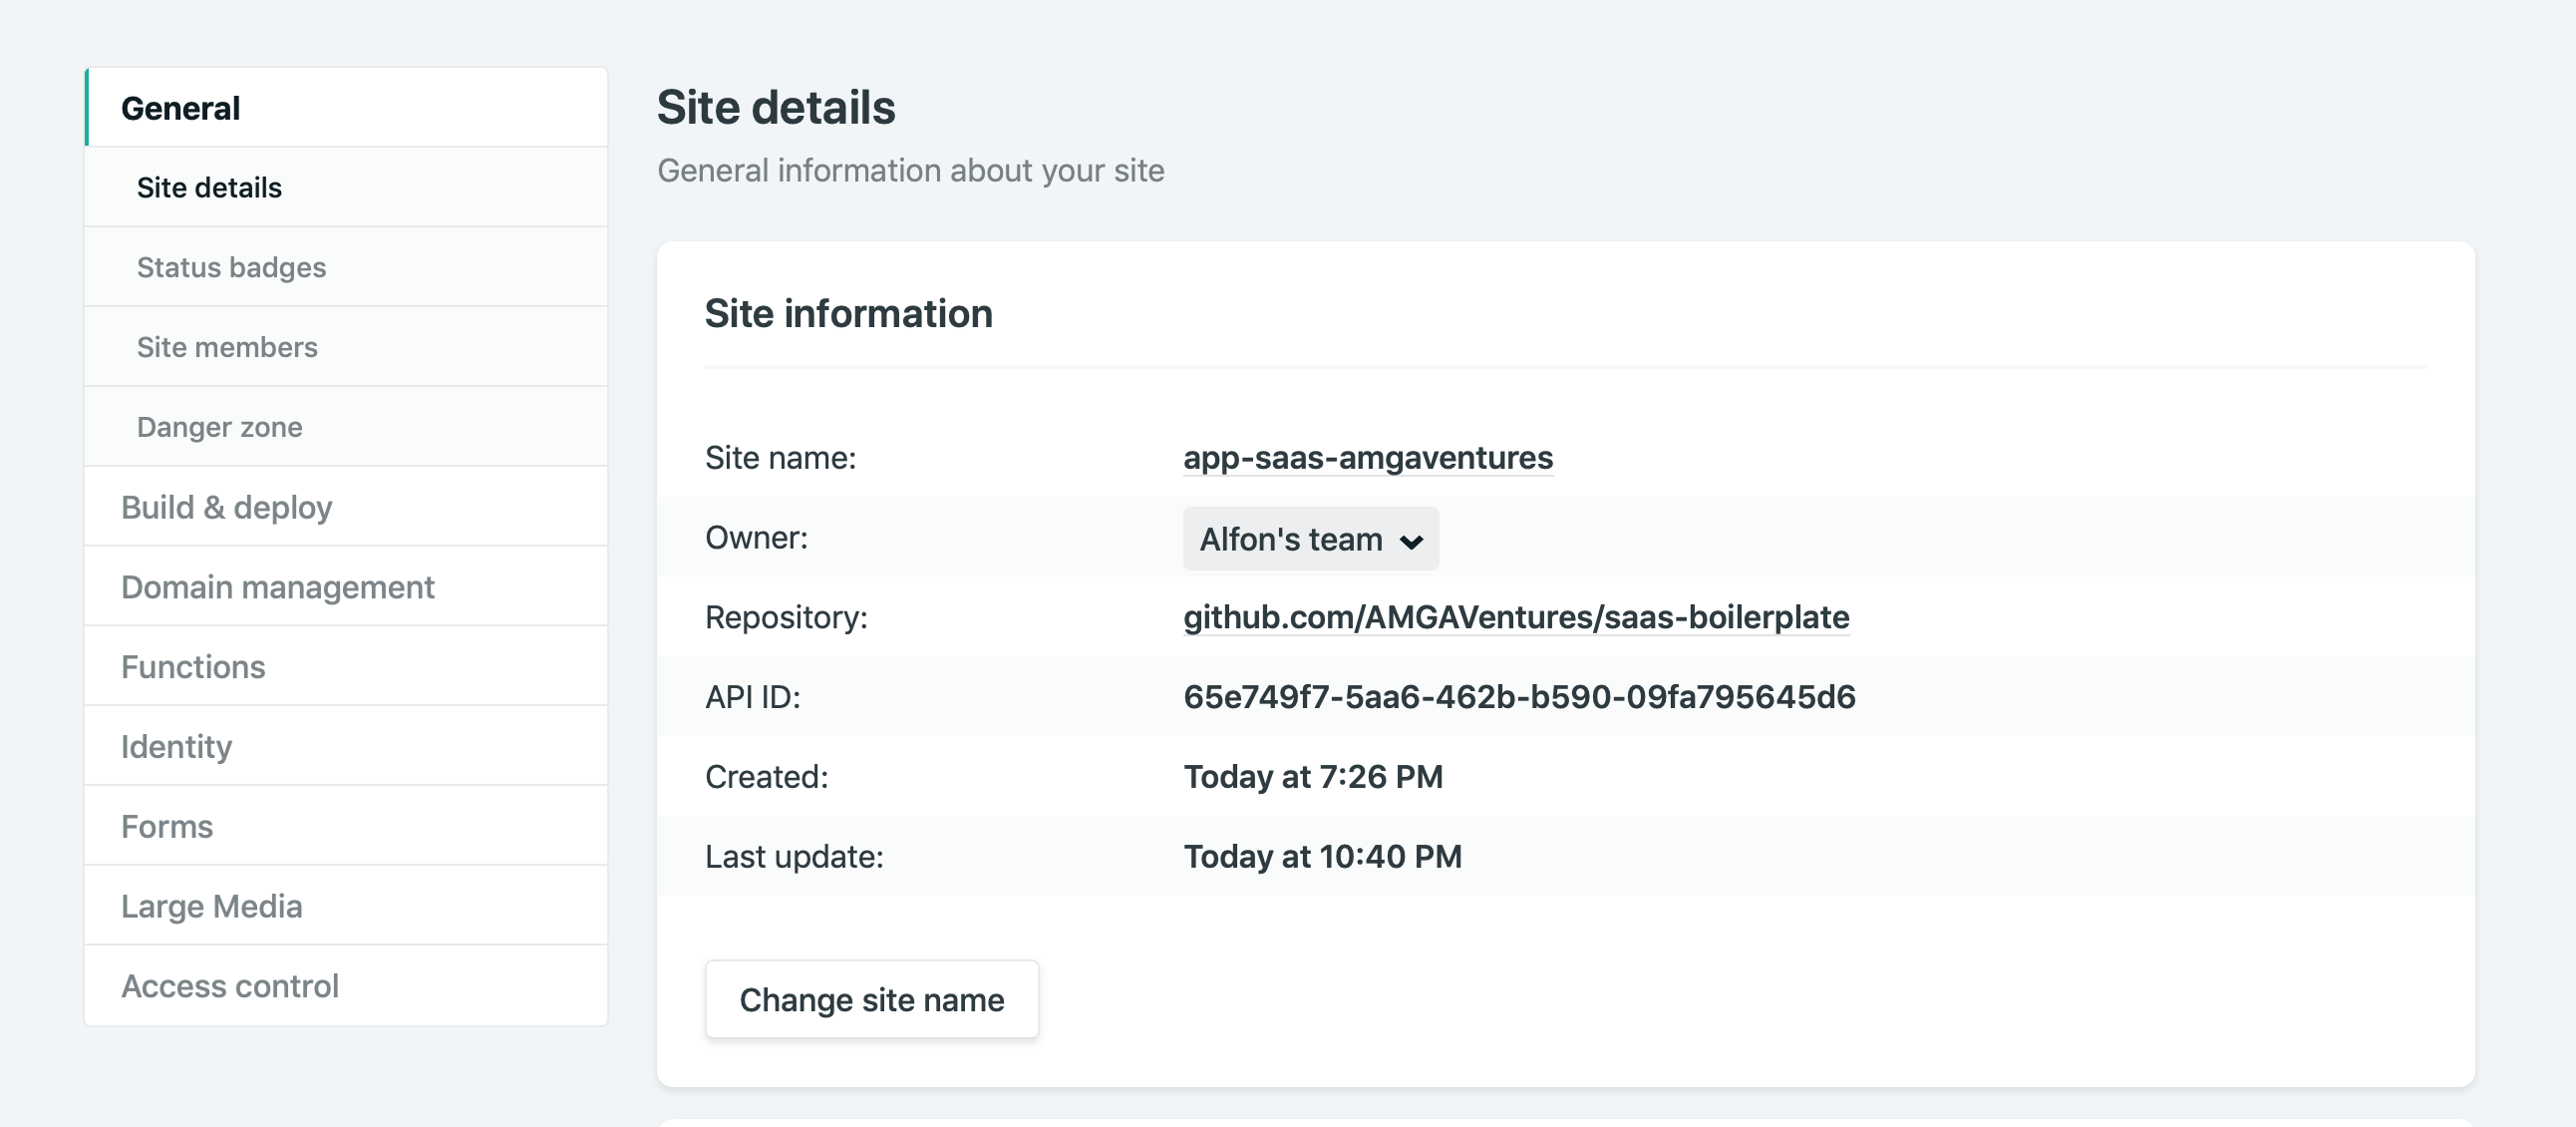 General
Site details
Status badges
Site members
Danger zone
Build & deploy
Domain management
Functions
Identity
Forms
Large Media
Access control
Site details
General information about your site
Site information
Site name: app-saas-amgaventures
Owner: Alfon's team
Repository: github.com/AMGAVentures/saas-boilerplate
API ID: 65e749f7-5aa6-462b-b590-09fa795645d6
Created: Today at 7:26 PM
Last update: Today at 10:40 PM
Change site name